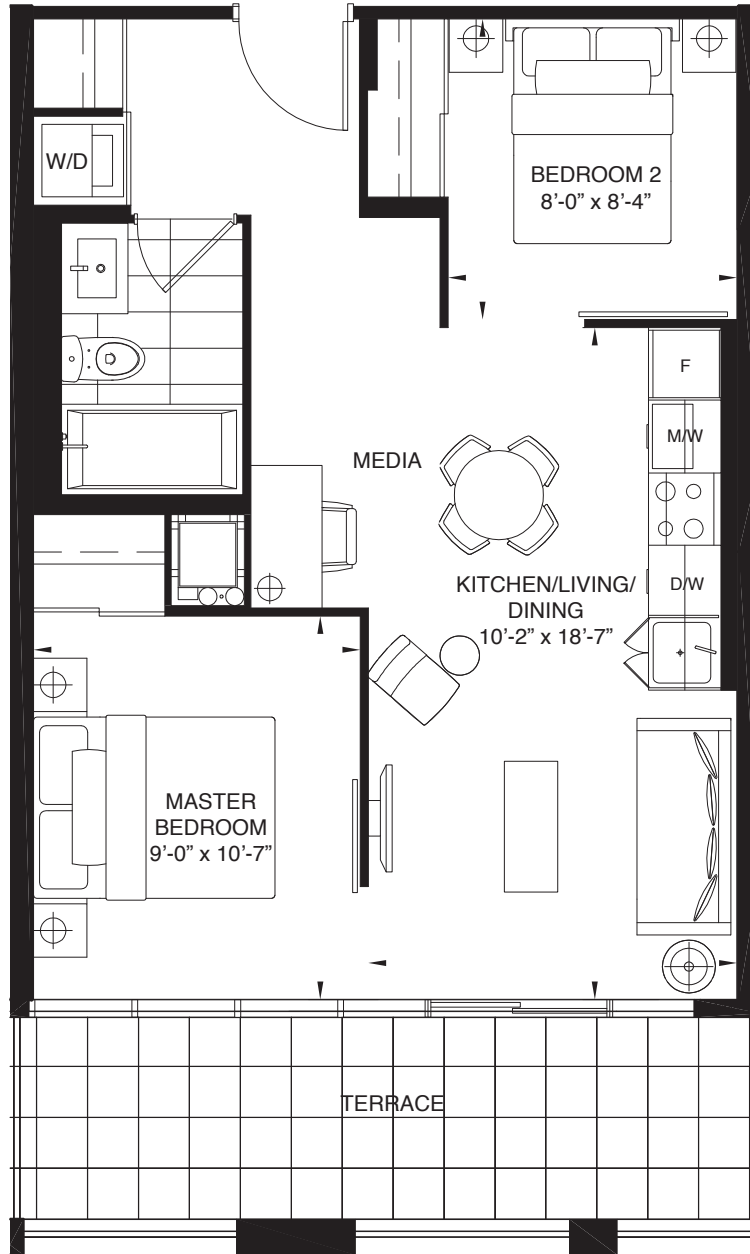 W/D
BEDROOM 2
8’-0” x 8’-4”
F
M/W
MEDIA
KITCHEN/LIVING/
DINING
10’-2” x 18’-7”
D/W
MASTER
BEDROOM
9’-0” x 10’-7”
TERRACE